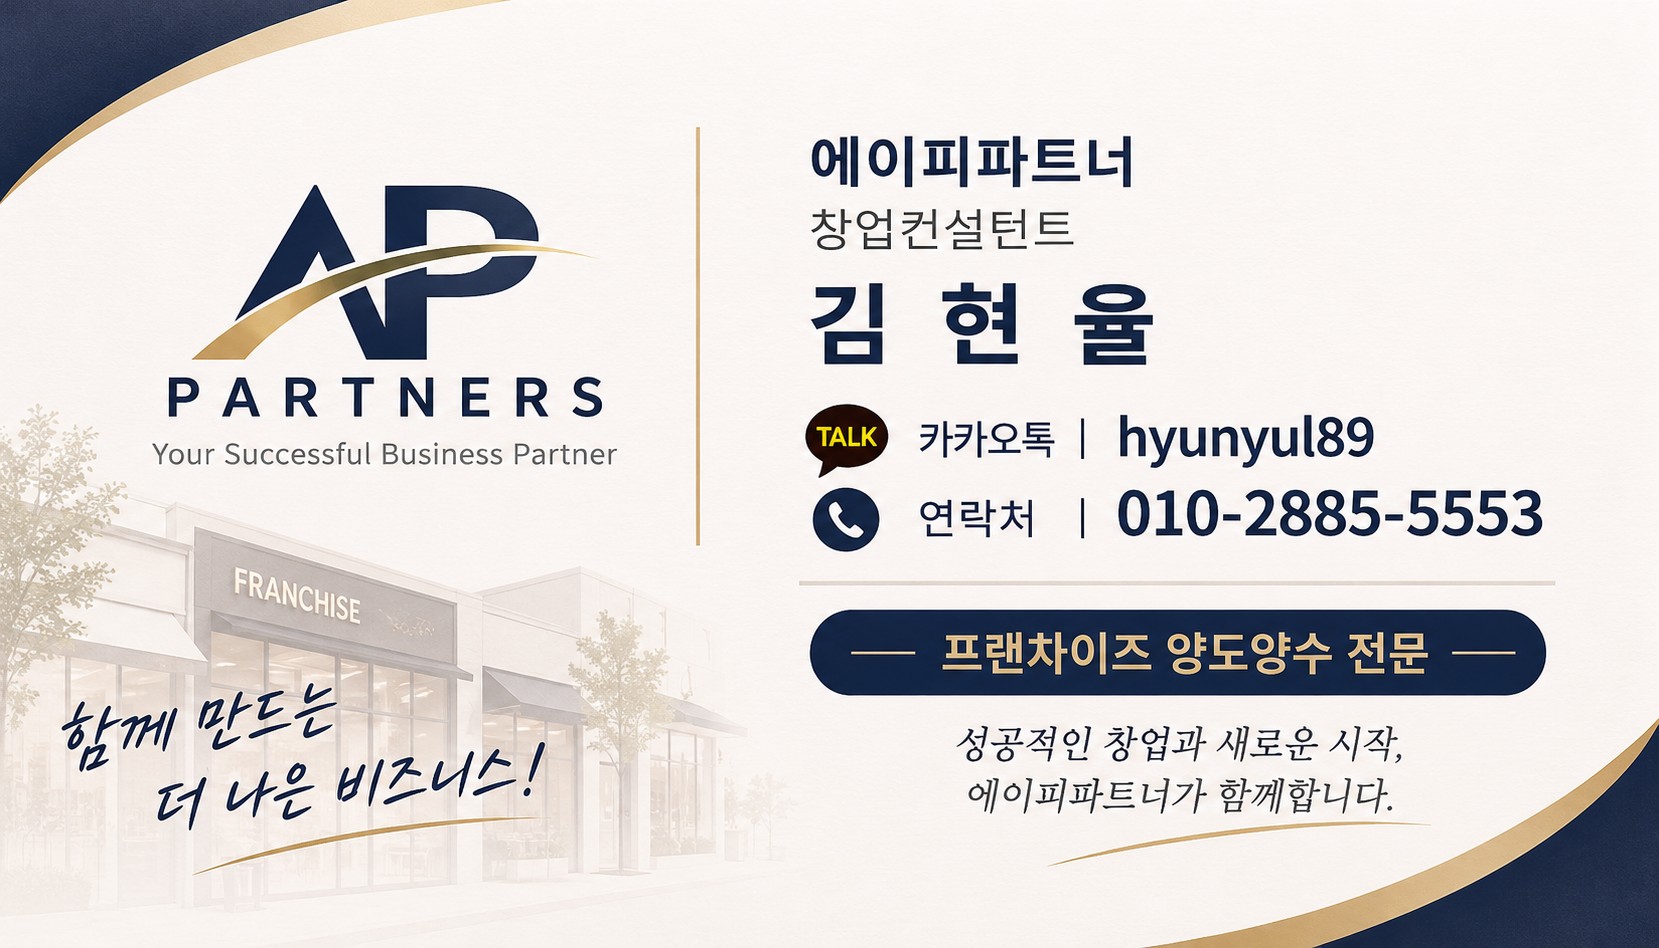 AP
PARTNERS
Your Successful Business Partner
FRANCHISE
함께 만드는
더 나은 비즈니스!
에이피파트너
창업컨설턴트
김 현 율
TALK 카카오톡 | hyunyul89
연락처 | 010-2885-5553
프랜차이즈 양도양수 전문
성공적인 창업과 새로운 시작,
에이피파트너가 함께합니다.